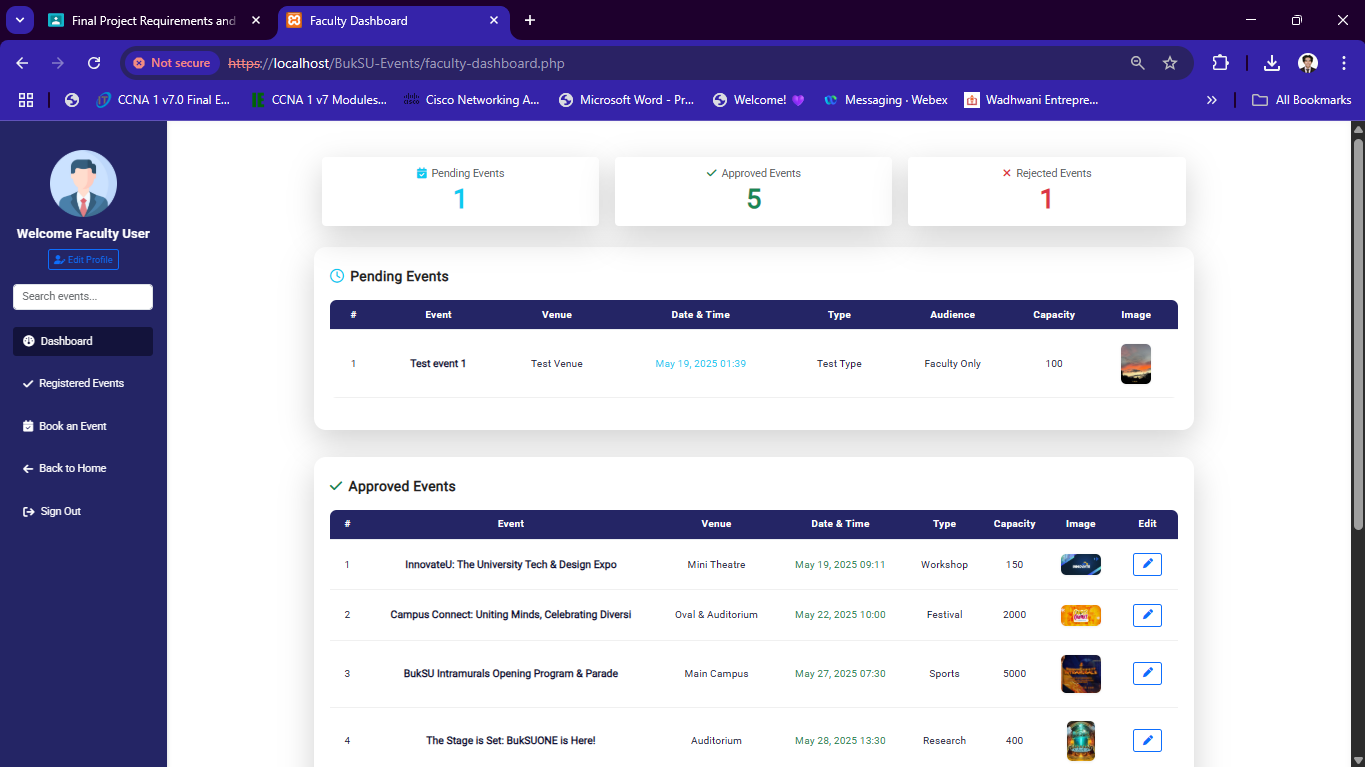 Final Project Requirements and
Faculty Dashboard
Not secure
https://localhost/BukSU-Events/faculty-dashboard.php
CCNA 1 v7.0 Final E...
CCNA 1 v7 Modules...
Cisco Networking A...
Microsoft Word - Pr...
Welcome! 💜
Messaging · Webex
Wadhwani Entrepre...
All Bookmarks
Welcome Faculty User
Edit Profile
Search events...
Dashboard
Registered Events
Book an Event
Back to Home
Sign Out
Pending Events
1
Approved Events
5
Rejected Events
1
Pending Events
# Event Venue Date & Time Type Audience Capacity Image
1 Test event 1 Test Venue May 19, 2025 01:39 Test Type Faculty Only 100
Approved Events
# Event Venue Date & Time Type Capacity Image Edit
1 InnovateU: The University Tech & Design Expo Mini Theatre May 19, 2025 09:11 Workshop 150
2 Campus Connect: Uniting Minds, Celebrating Diversi Oval & Auditorium May 22, 2025 10:00 Festival 2000
3 BukSU Intramurals Opening Program & Parade Main Campus May 27, 2025 07:30 Sports 5000
4 The Stage is Set: BukSUONE is Here! Auditorium May 28, 2025 13:30 Research 400